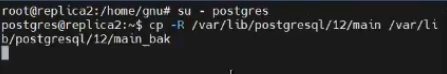 root@replica2:/home/gnu# su - postgres
postgres@replica2:~$ cp -R /var/lib/postgresql/12/main /var/li
b/postgresql/12/main_bak